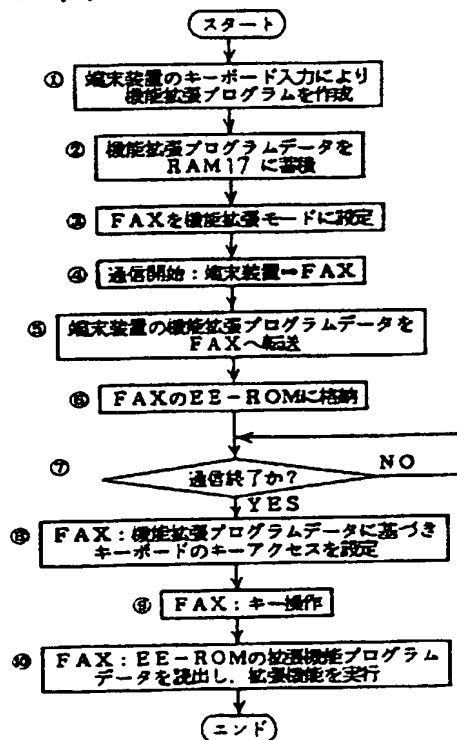 スタート
① 端末装置のキーボード入力により
機能拡張プログラムを作成
② 機能拡張プログラムデータを
RAM17に蓄積
③ FAXを機能拡張モードに設定
④ 通信開始：端末装置→FAX
⑤ 端末装置の機能拡張プログラムデータを
FAXへ転送
⑥ FAXのEE-ROMに格納
⑦ 通信終了か? NO
YES
⑧ FAX：機能拡張プログラムデータに基づき
キーボードのキーアクセスを設定
⑨ FAX：キー操作
⑩ FAX：EE-ROMの拡張機能プログラム
データを読出し，拡張機能を実行
エンド